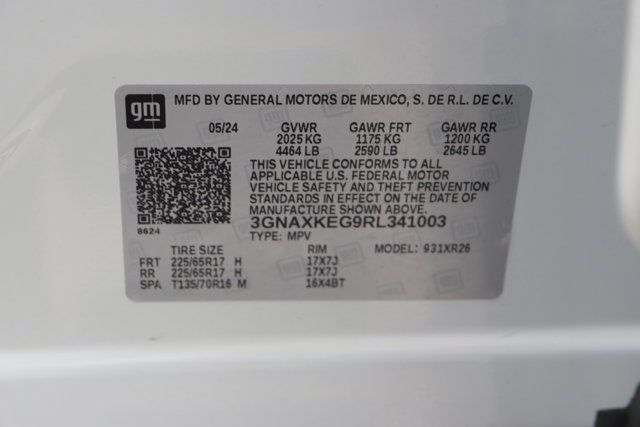 gm MFD BY GENERAL MOTORS DE MEXICO, S. DE R.L. DE C.V.
05/24 GVWR GAWR FRT GAWR RR
2025 KG 1175 KG 1200 KG
4464 LB 2590 LB 2645 LB
THIS VEHICLE CONFORMS TO ALL
APPLICABLE U.S. FEDERAL MOTOR
VEHICLE SAFETY AND THEFT PREVENTION
STANDARDS IN EFFECT ON THE DATE OF
MANUFACTURE SHOWN ABOVE.
8624 3GNAXKEG9RL341003
TYPE: MPV
TIRE SIZE RIM MODEL: 931XR26
FRT 225/65R17 H 17X7J
RR 225/65R17 H 17X7J
SPA T135/70R16 M 16X4BT